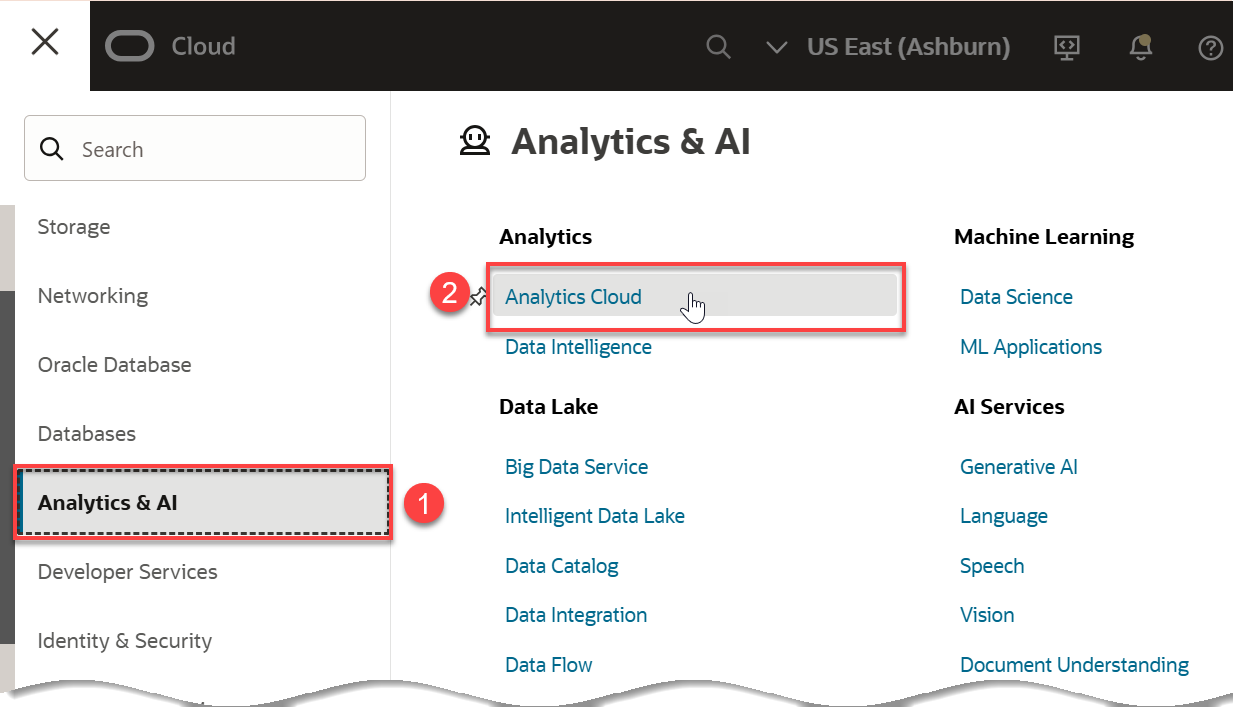 Cloud
US East (Ashburn)
Search
Storage
Networking
Oracle Database
Databases
Analytics & AI
1
Developer Services
Identity & Security
Analytics & AI
Analytics
2
Analytics Cloud
Data Intelligence
Data Lake
Big Data Service
Intelligent Data Lake
Data Catalog
Data Integration
Data Flow
Machine Learning
Data Science
ML Applications
AI Services
Generative AI
Language
Speech
Vision
Document Understanding